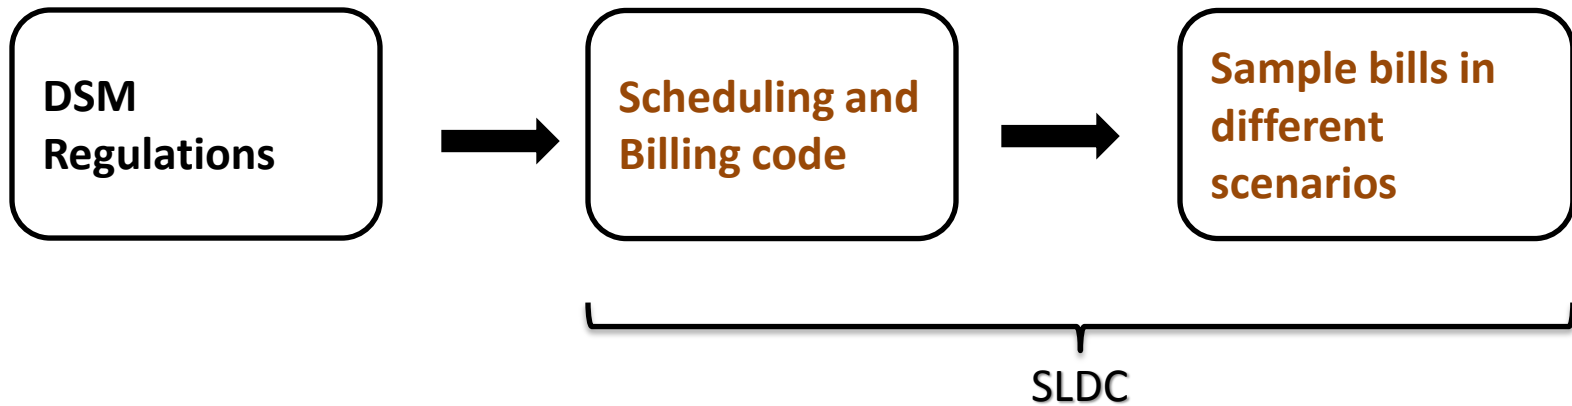 DSM
Regulations
Scheduling and
Billing code
Sample bills in
different
scenarios
SLDC